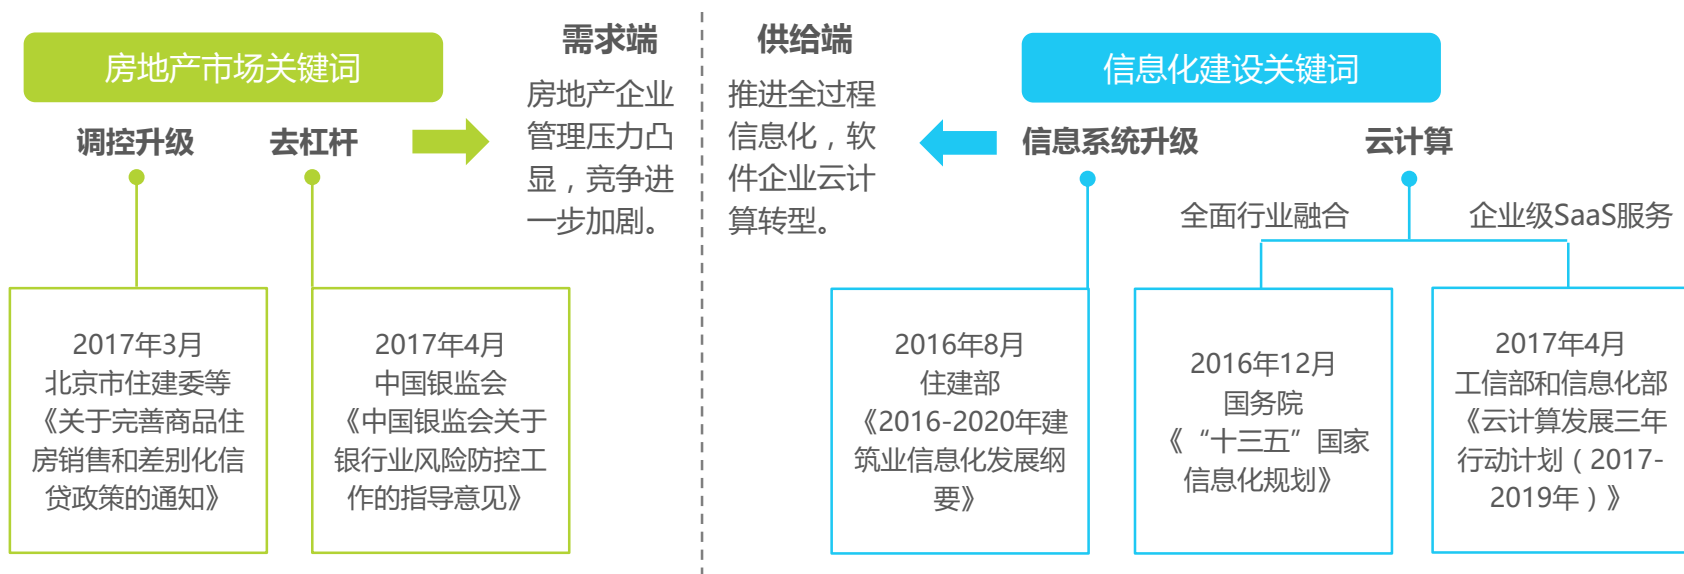 房地产市场关键词
调控升级
去杠杆
需求端
房地产企业
管理压力凸
显，竞争进
一步加剧。
2017年3月
北京市住建委等
《关于完善商品住
房销售和差别化信
贷政策的通知》
2017年4月
中国银监会
《中国银监会关于
银行业风险防控工
作的指导意见》
供给端
推进全过程
信息化，软
件企业云计
算转型。
信息化建设关键词
信息系统升级
云计算
全面行业融合
企业级SaaS服务
2016年8月
住建部
《2016-2020年建
筑业信息化发展纲
要》
2016年12月
国务院
《“十三五”国家
信息化规划》
2017年4月
工信部和信息化部
《云计算发展三年
行动计划（2017-
2019年）》